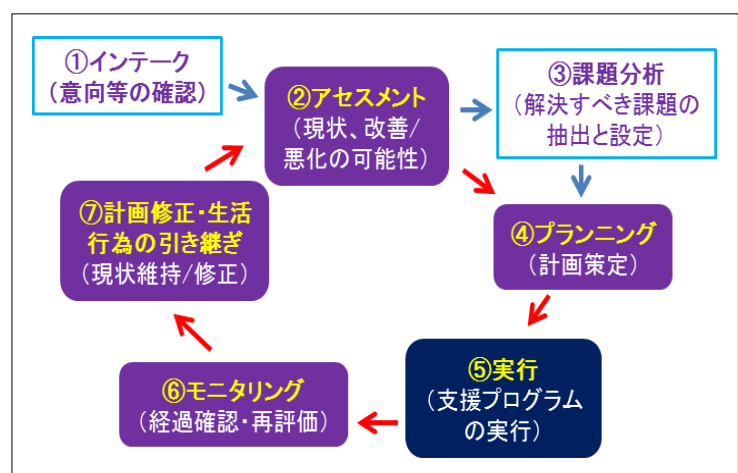 ①インテーク
(意向等の確認)
②アセスメント
(現状、改善/
悪化の可能性)
③課題分析
(解決すべき課題の
抽出と設定)
④プランニング
(計画策定)
⑤実行
(支援プログラム
の実行)
⑥モニタリング
(経過確認・再評価)
⑦計画修正・生活
行為の引き継ぎ
(現状維持/修正)